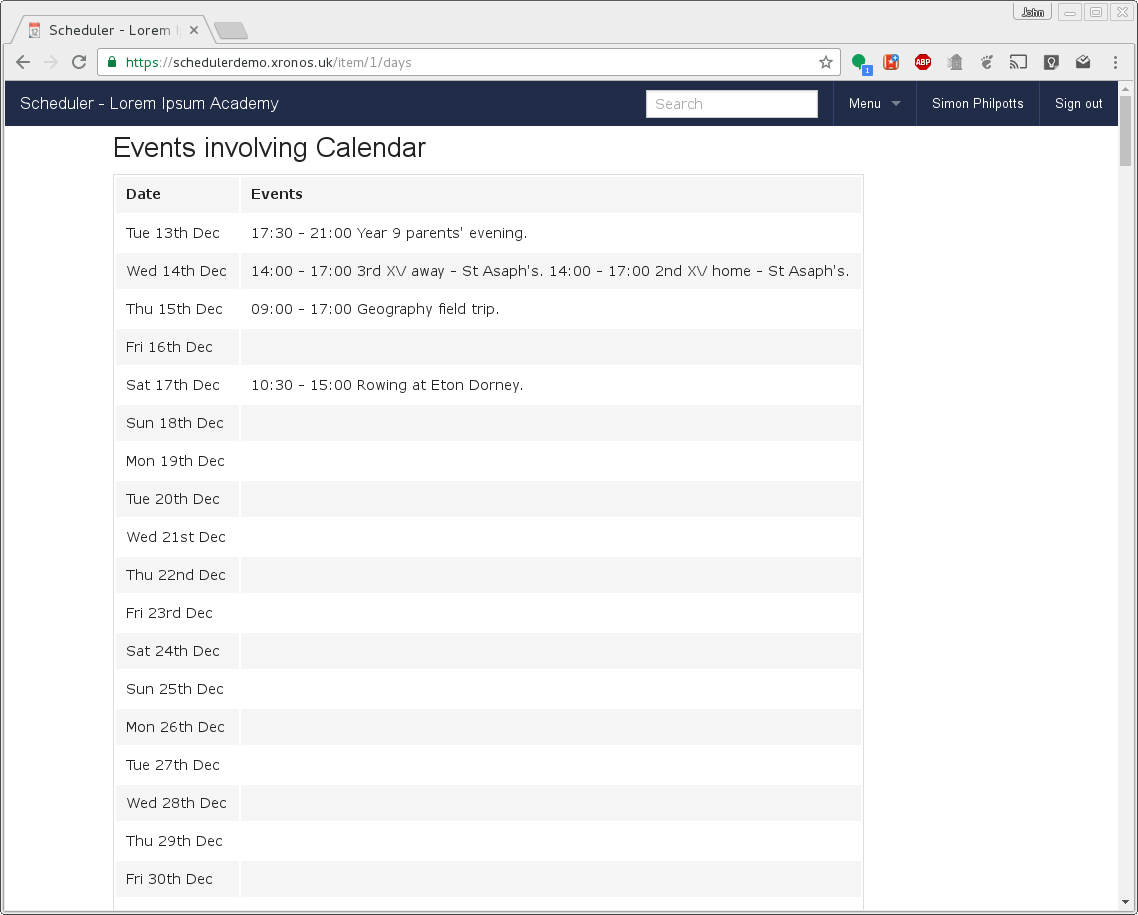 John
Scheduler - Lorem
12
https://schedulerdemo.xronos.uk/item/1/days
1
ABP
Scheduler - Lorem Ipsum Academy Search Menu Simon Philpotts Sign out
Events involving Calendar
Date Events
Tue 13th Dec 17:30 - 21:00 Year 9 parents' evening.
Wed 14th Dec 14:00 - 17:00 3rd XV away - St Asaph's. 14:00 - 17:00 2nd XV home - St Asaph's.
Thu 15th Dec 09:00 - 17:00 Geography field trip.
Fri 16th Dec
Sat 17th Dec 10:30 - 15:00 Rowing at Eton Dorney.
Sun 18th Dec
Mon 19th Dec
Tue 20th Dec
Wed 21st Dec
Thu 22nd Dec
Fri 23rd Dec
Sat 24th Dec
Sun 25th Dec
Mon 26th Dec
Tue 27th Dec
Wed 28th Dec
Thu 29th Dec
Fri 30th Dec